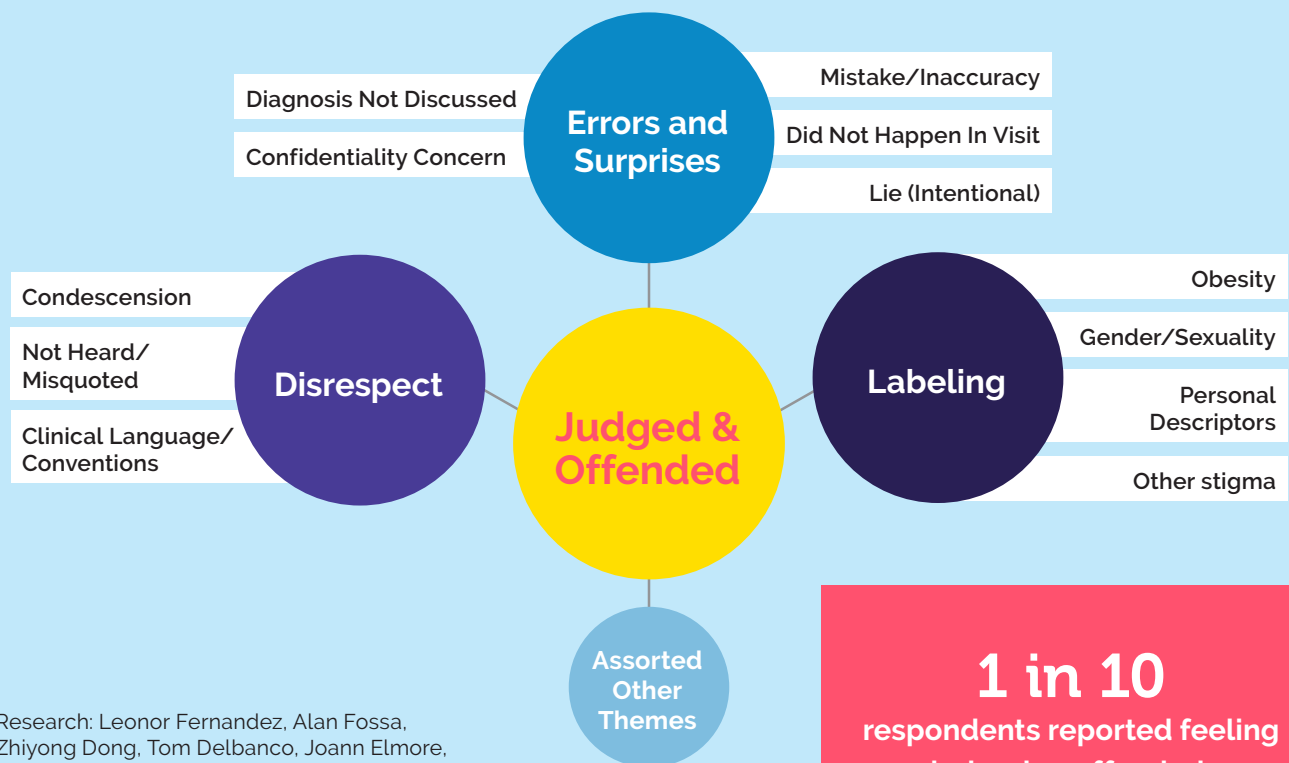 Errors and
Surprises
Diagnosis Not Discussed
Confidentiality Concern
Mistake/Inaccuracy
Did Not Happen In Visit
Lie (Intentional)
Disrespect
Condescension
Not Heard/
Misquoted
Clinical Language/
Conventions
Judged &
Offended
Labeling
Obesity
Gender/Sexuality
Personal
Descriptors
Other stigma
Assorted
Other
Themes
Research: Leonor Fernandez, Alan Fossa,
Zhiyong Dong, Tom Delbanco, Joann Elmore,
1 in 10
respondents reported feeling